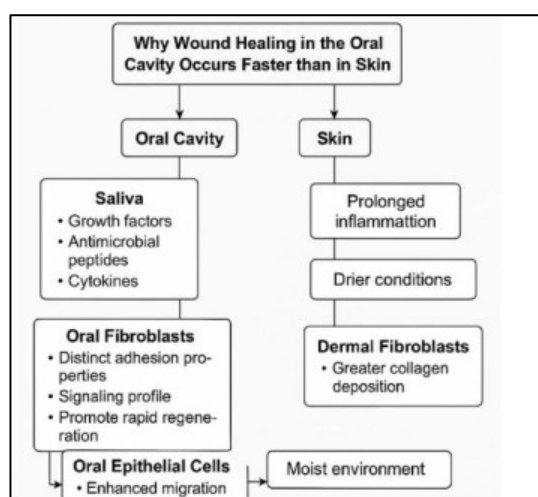 Why Wound Healing in the Oral
Cavity Occurs Faster than in Skin
Oral Cavity
Saliva
• Growth factors
• Antimicrobial
peptides
• Cytokines
Oral Fibroblasts
• Distinct adhesion pro-
perties
• Signaling profile
• Promote rapid regene-
ration
Oral Epithelial Cells
• Enhanced migration
Moist environment
Skin
Prolonged
inflammattion
Drier conditions
Dermal Fibroblasts
• Greater collagen
deposition